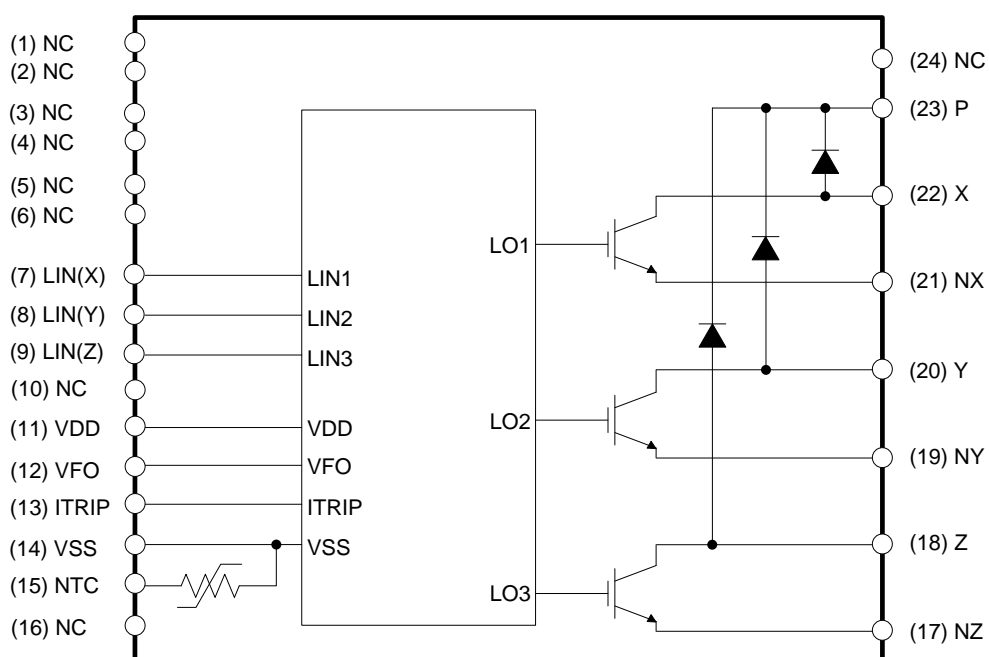 (1) NC
(2) NC
(3) NC
(4) NC
(5) NC
(6) NC
(7) LIN(X)
(8) LIN(Y)
(9) LIN(Z)
(10) NC
(11) VDD
(12) VFO
(13) ITRIP
(14) VSS
(15) NTC
(16) NC
LIN1
LIN2
LIN3
VDD
VFO
ITRIP
VSS
LO1
LO2
LO3
(24) NC
(23) P
(22) X
(21) NX
(20) Y
(19) NY
(18) Z
(17) NZ